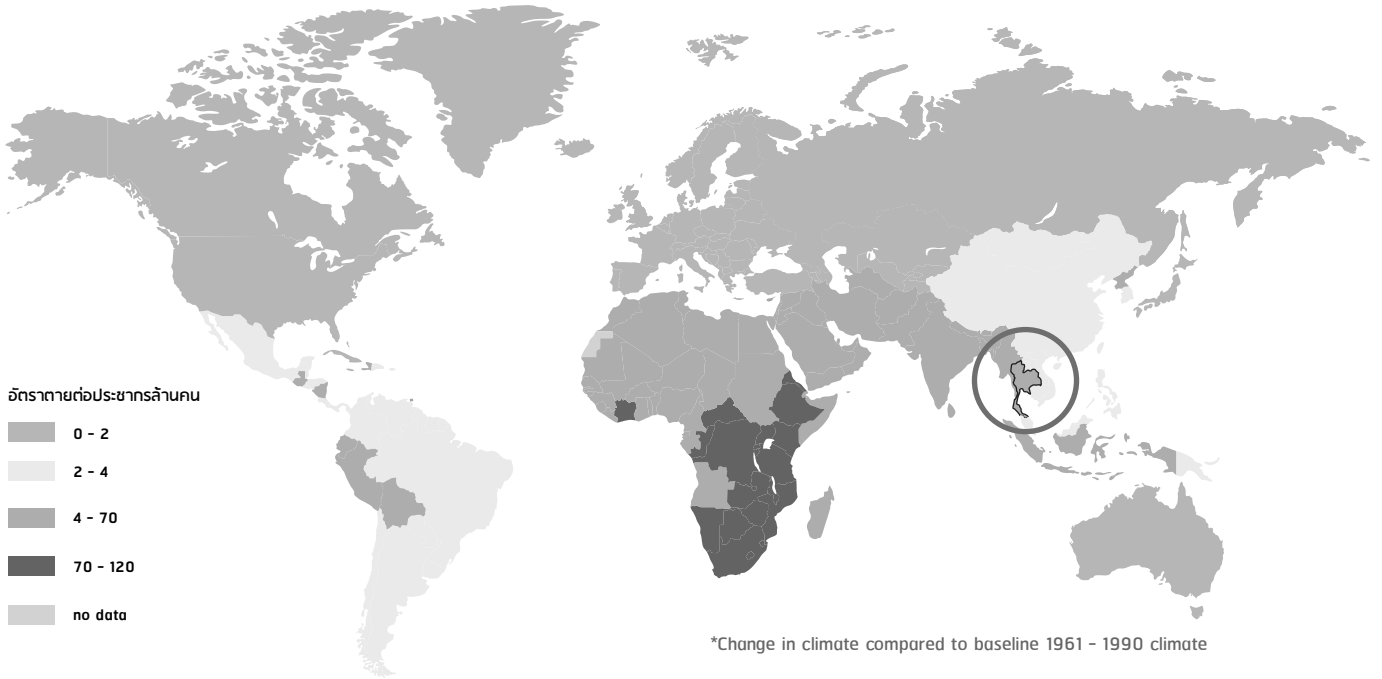 อัตราตายต่อประชากรล้านคน
0 - 2
2 - 4
4 - 70
70 - 120
no data
*Change in climate compared to baseline 1961 - 1990 climate